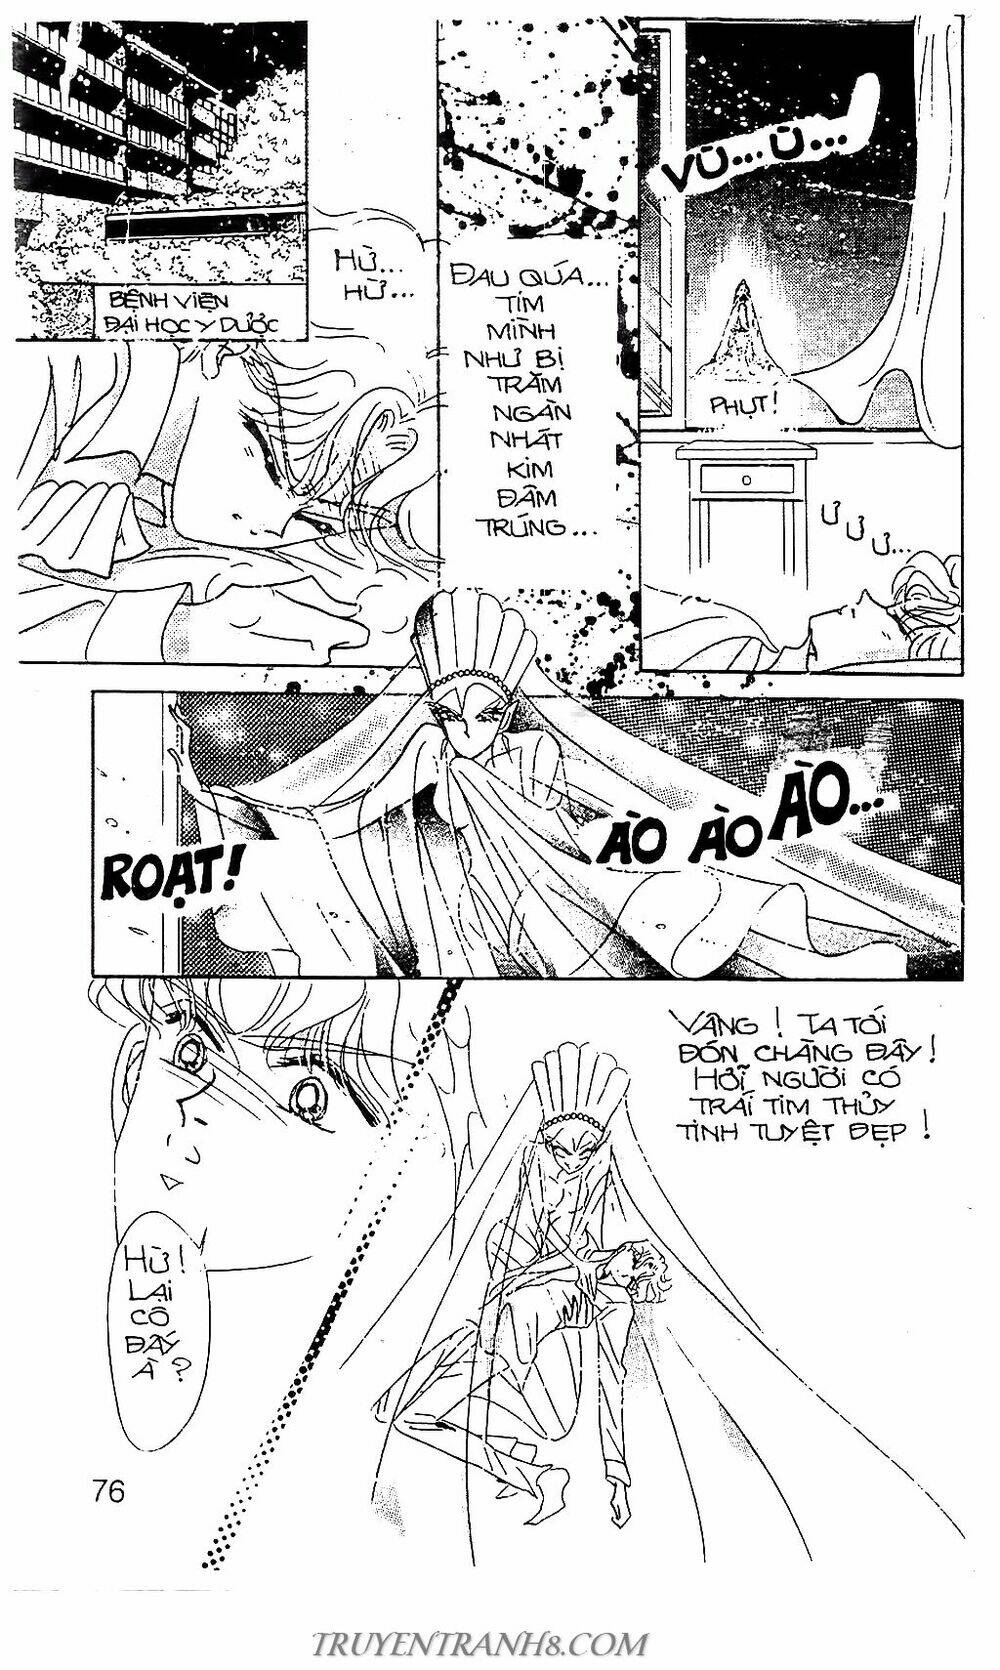 BỆNH VIỆN
ĐẠI HỌC Y DƯỢC
HỪ...
HỪ...
ĐAU QÚA...
TIM
MÌNH
NHƯ BỊ
TRĂM
NGÀN
NHÁT
KIM
ĐÂM
TRÚNG...
VÙ... Ù...
PHỤT!
Ư
Ư
Ư...
ROẠT!
ÀO ÀO ÀO...
VÂNG! TA TỚI
ĐÓN CHÀNG ĐÂY!
HỠI NGƯỜI CÓ
TRÁI TIM THỦY
TINH TUYỆT ĐẸP!
HỪ!
LẠI
CÔ
ĐẤY
À?
76
TRUYENTRANH8.COM